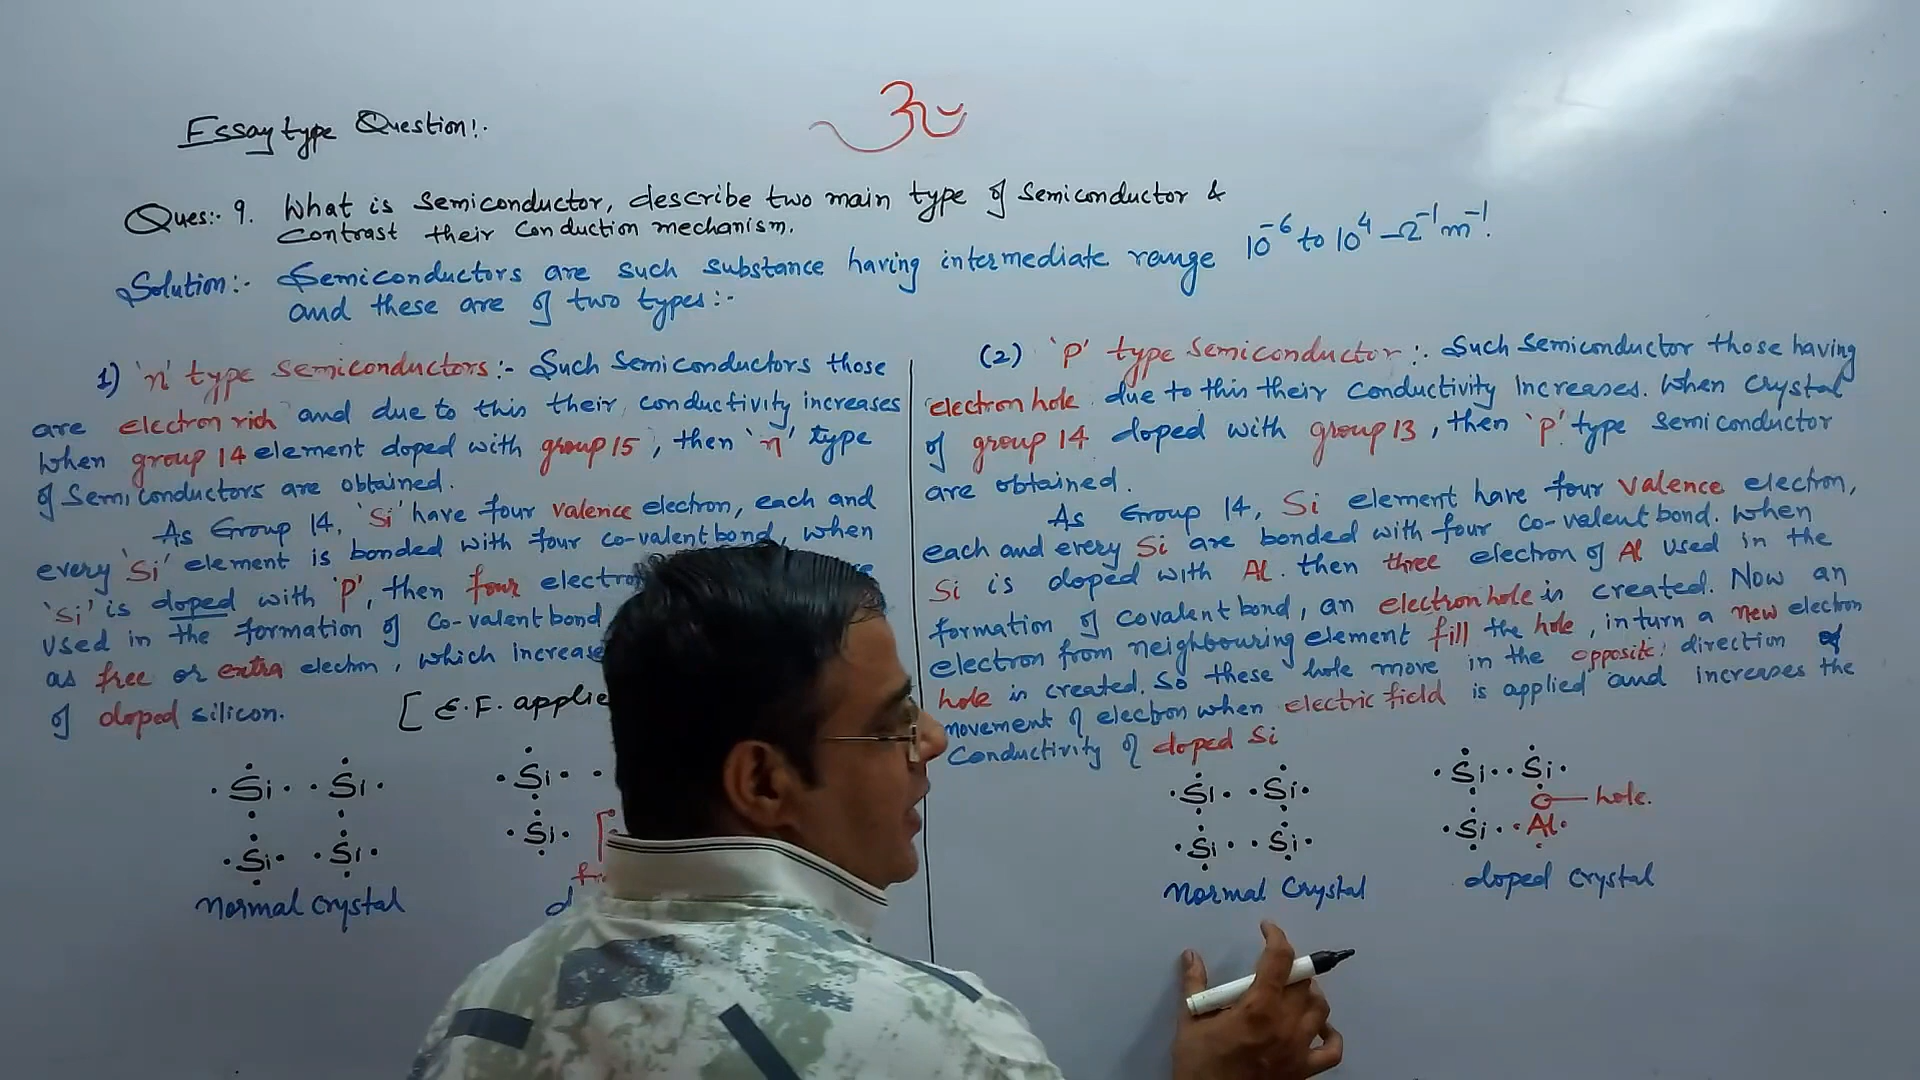 ॐ
Essay type Question:-
Ques:- 9. What is Semiconductor, describe two main type of Semiconductor &
Contrast their Conduction mechanism.
Solution:- Semiconductors are such substance having intermediate range 10⁻⁶ to 10⁴ Ω⁻¹m⁻¹.
and these are of two types:-
1) 'n' type Semiconductors:- Such Semiconductors those
are electron rich and due to this their conductivity increases
When group 14 element doped with group 15, then 'n' type
of Semiconductors are obtained.
As Group 14, 'Si' have four valence electron, each and
every 'Si' element is bonded with four co-valent bond, when
'Si' is doped with 'P', then four
used in the formation of Co-valent bond
as free or extra electron, which
of doped silicon.
[E.F.
Si Si
Si Si
normal crystal
Si
Si
(2) 'P' type Semiconductor:- Such Semiconductor those having
electron hole due to this their Conductivity Increases. When Crystal
of group 14 doped with group 13, then 'P' type Semiconductor
are obtained.
As Group 14, Si element have four Valence electron,
each and every Si are bonded with four Co-valent bond. When
Si is doped with Al. then three electron of Al used in the
formation of Covalent bond, an electron hole is created. Now an
electron from neighbouring element fill the hole, in turn a new electron
hole is created. So these hole move in the opposite direction of
movement of electron when electric field is applied and increases the
Conductivity of doped Si
Si Si
Si Si
Normal Crystal
Si Si
hole.
Si Al
doped crystal